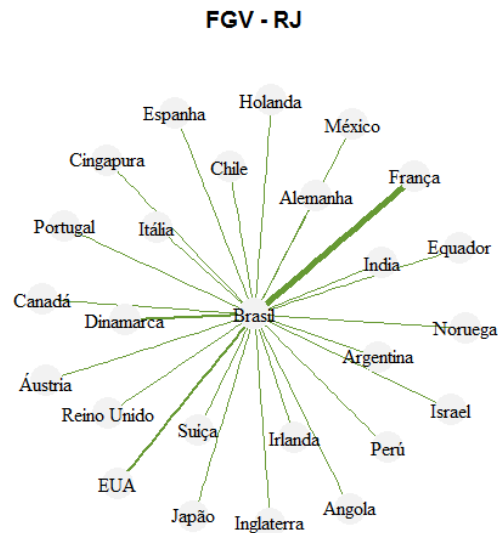 FGV - RJ
Holanda
Espanha
México
Cingapura
Chile
França
Alemanha
Portugal
Itália
Equador
India
Canadá
Dinamarca
Brasil
Noruega
Argentina
Áustria
Reino Unido
Israel
Suiça
Irlanda
Perú
EUA
Japão
Inglaterra
Angola